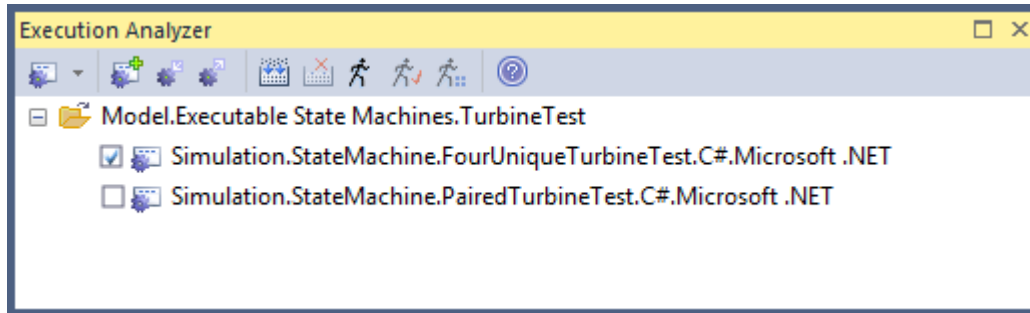 Execution Analyzer
Model.Executable State Machines.TurbineTest
Simulation.StateMachine.FourUniqueTurbineTest.C#.Microsoft .NET
Simulation.StateMachine.PairedTurbineTest.C#.Microsoft .NET